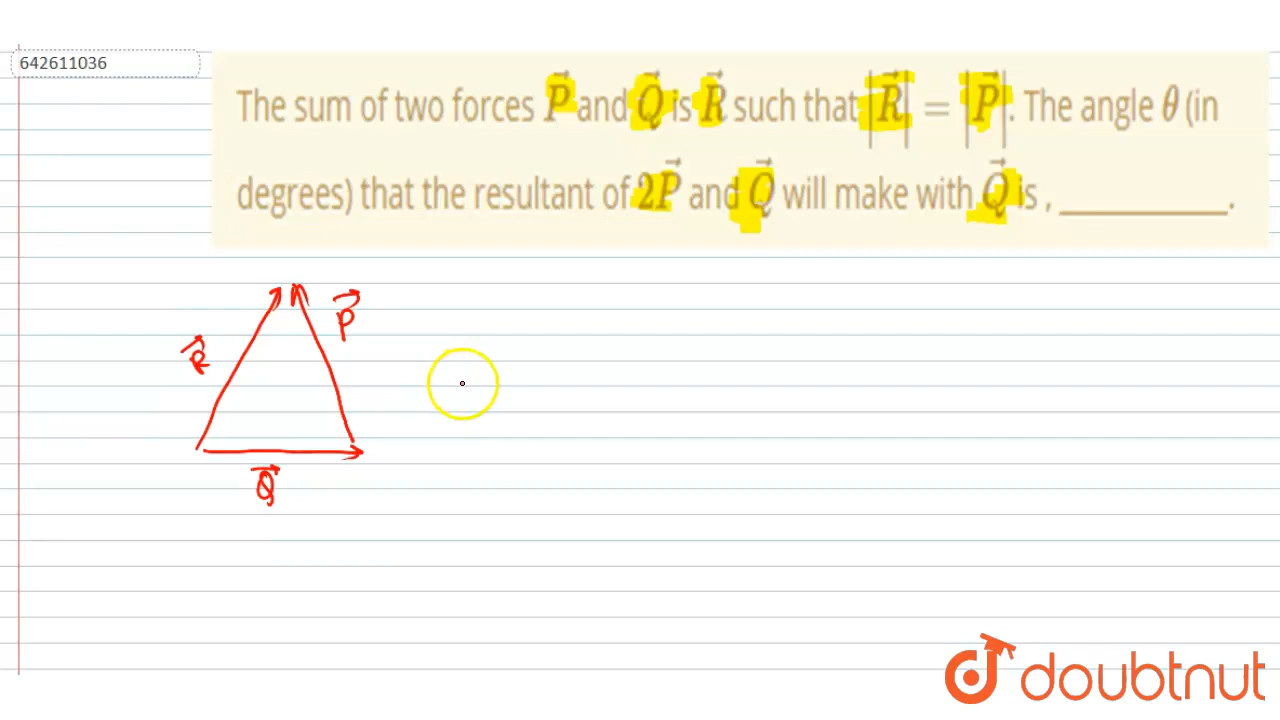 642611036
The sum of two forces P⃗ and Q⃗ is R⃗ such that |R⃗| = |P⃗|. The angle θ (in
degrees) that the resultant of 2P⃗ and Q⃗ will make with Q⃗ is , ____________.
R⃗
P⃗
Q⃗
doubtnut